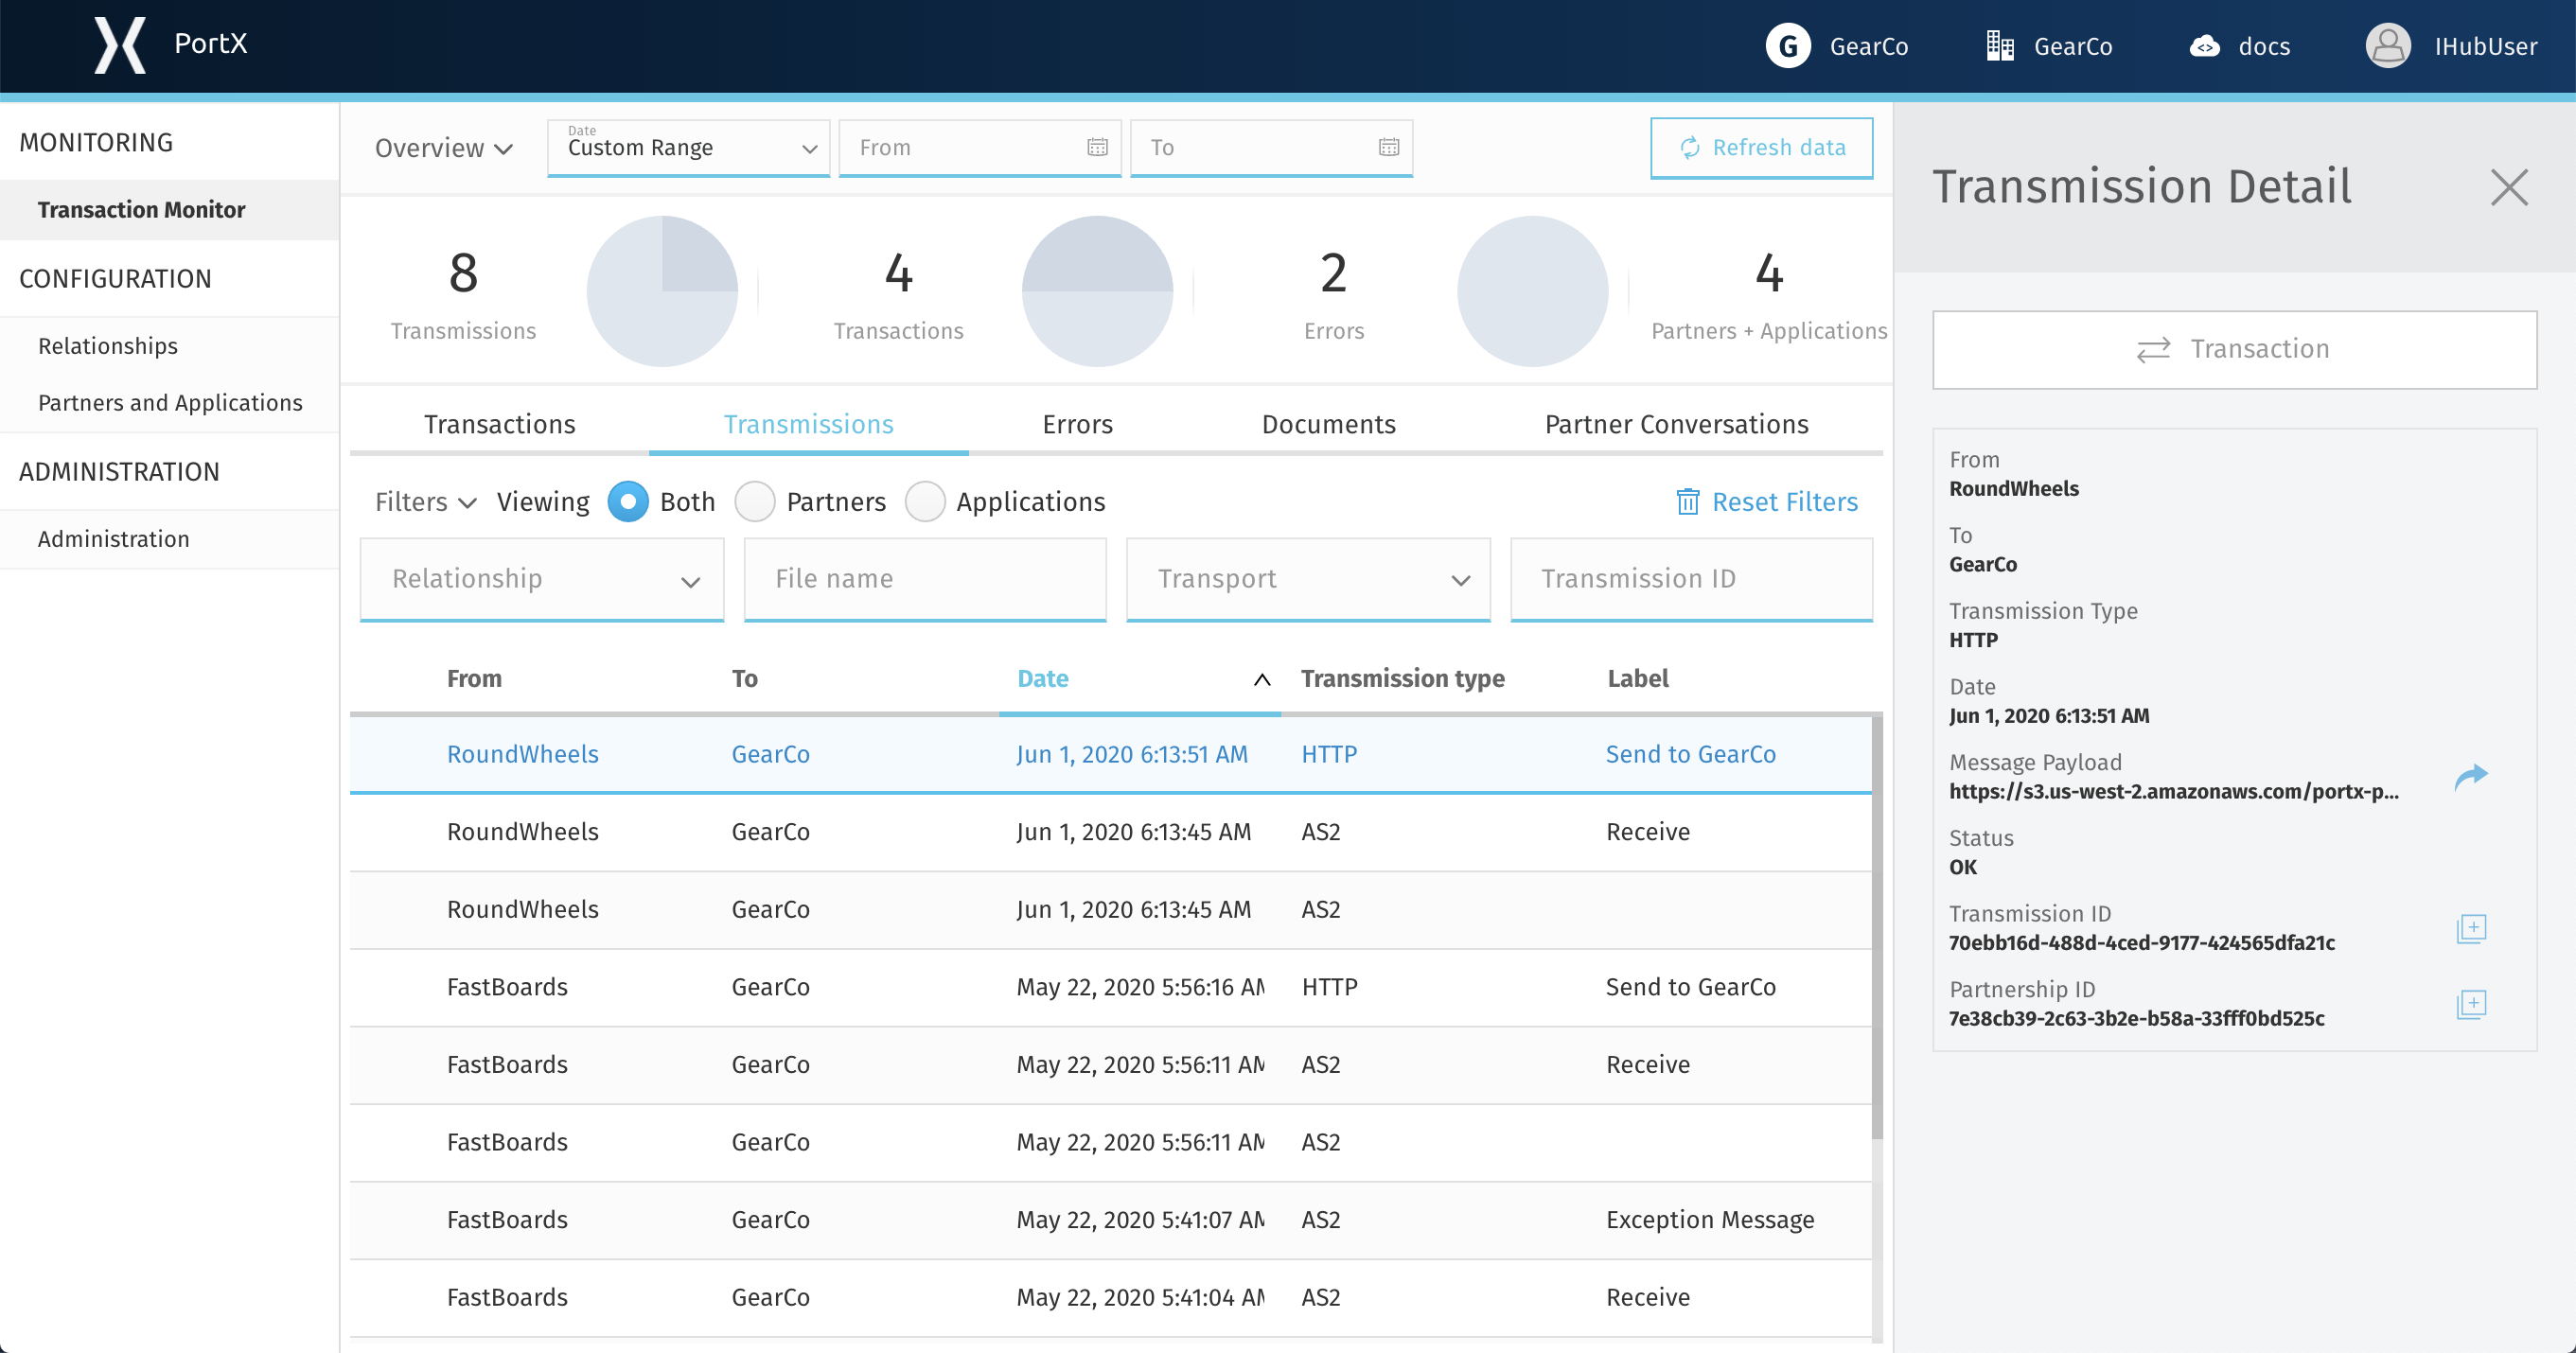 PortX
G GearCo
GearCo
docs
IHubUser
MONITORING
Transaction Monitor
CONFIGURATION
Relationships
Partners and Applications
ADMINISTRATION
Administration
Overview
Date
Custom Range
From
To
Refresh data
8
Transmissions
4
Transactions
2
Errors
4
Partners + Applications
Transactions Transmissions Errors Documents Partner Conversations
Filters Viewing Both Partners Applications Reset Filters
Relationship File name Transport Transmission ID
From To Date Transmission type Label
RoundWheels GearCo Jun 1, 2020 6:13:51 AM HTTP Send to GearCo
RoundWheels GearCo Jun 1, 2020 6:13:45 AM AS2 Receive
RoundWheels GearCo Jun 1, 2020 6:13:45 AM AS2
FastBoards GearCo May 22, 2020 5:56:16 AM HTTP Send to GearCo
FastBoards GearCo May 22, 2020 5:56:11 AM AS2 Receive
FastBoards GearCo May 22, 2020 5:56:11 AM AS2
FastBoards GearCo May 22, 2020 5:41:07 AM AS2 Exception Message
FastBoards GearCo May 22, 2020 5:41:04 AM AS2 Receive
Transmission Detail
Transaction
From
RoundWheels
To
GearCo
Transmission Type
HTTP
Date
Jun 1, 2020 6:13:51 AM
Message Payload
https://s3.us-west-2.amazonaws.com/portx-p...
Status
OK
Transmission ID
70ebb16d-488d-4ced-9177-424565dfa21c
Partnership ID
7e38cb39-2c63-3b2e-b58a-33fff0bd525c